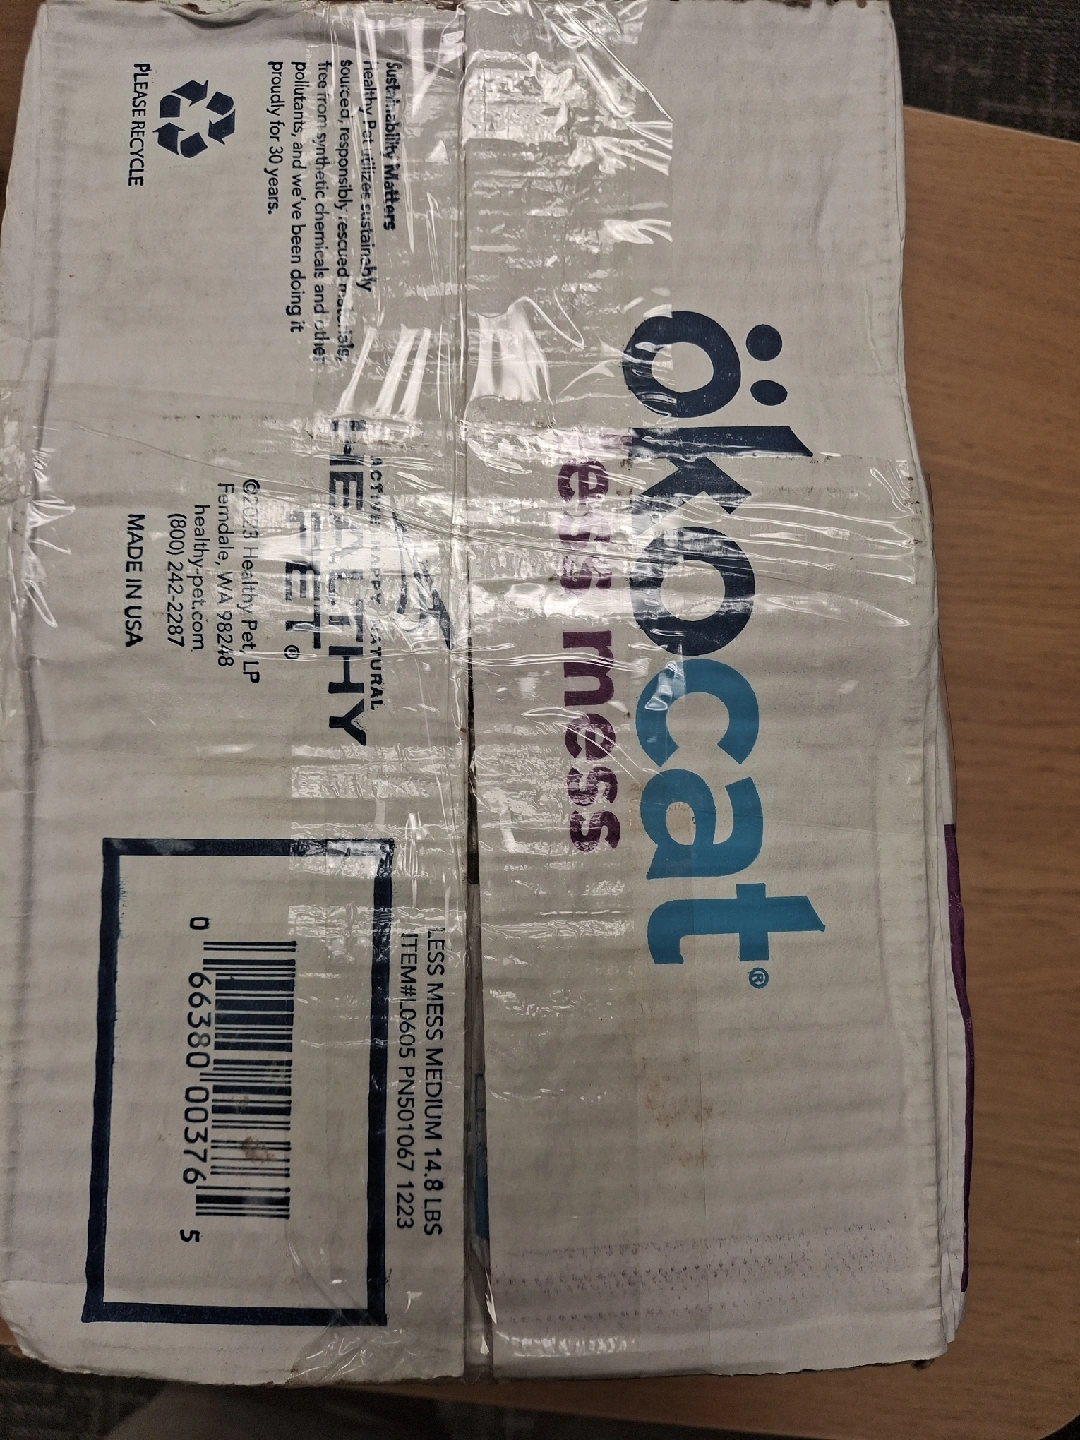 ökocat®
less mess
Sustainability Matters
Healthy Pet utilizes sustainably
sourced, responsibly rescued materials,
free from synthetic chemicals and other
pollutants, and we've been doing it
proudly for 30 years.
PLEASE RECYCLE
ACTIVE HAPPY NATURAL
HEALTHY
PET®
©2023 Healthy Pet, LP
Ferndale, WA 98248
healthy-pet.com
(800) 242-2287
MADE IN USA
LESS MESS MEDIUM 14.8 LBS
ITEM#L0605 PN501067 1223
0 66380 00376 5